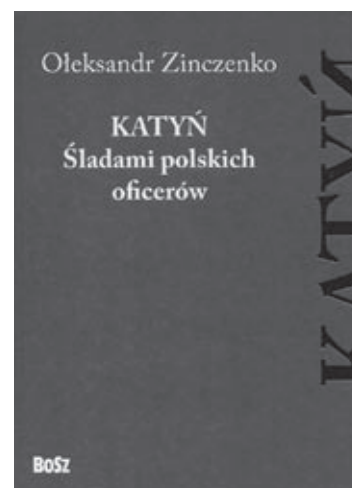 Ołeksandr Zinczenko
KATYŃ
Śladami polskich
oficerów
KATYŃ
BOSZ